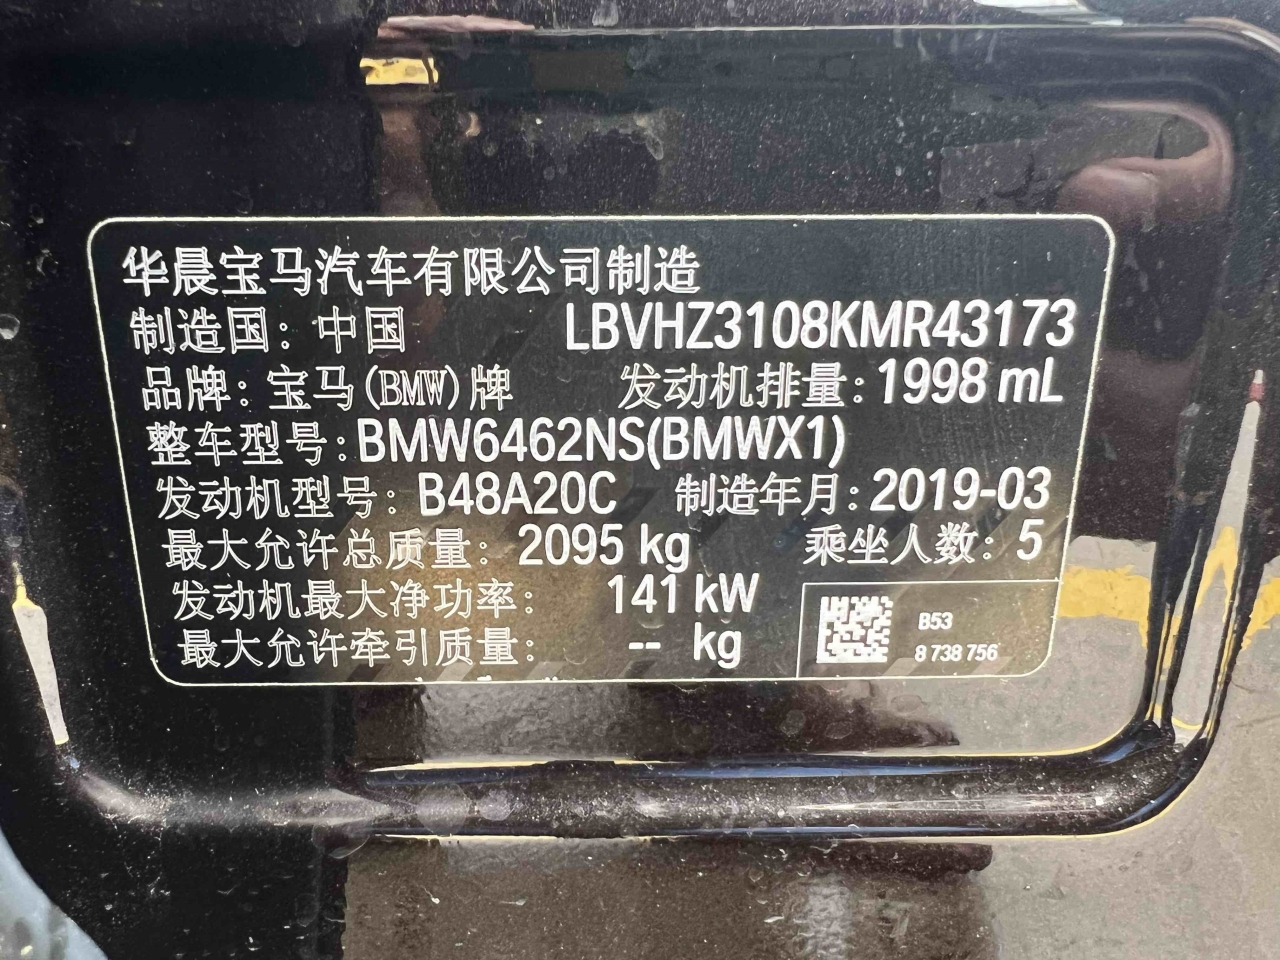 华晨宝马汽车有限公司制造
制造国：中国 LBVHZ3108KMR43173
品牌：宝马(BMW)牌 发动机排量：1998 mL
整车型号：BMW6462NS(BMWX1)
发动机型号：B48A20C 制造年月：2019-03
最大允许总质量：2095 kg 乘坐人数：5
发动机最大净功率：141 kW
最大允许牵引质量：-- kg
B53
8 738 756